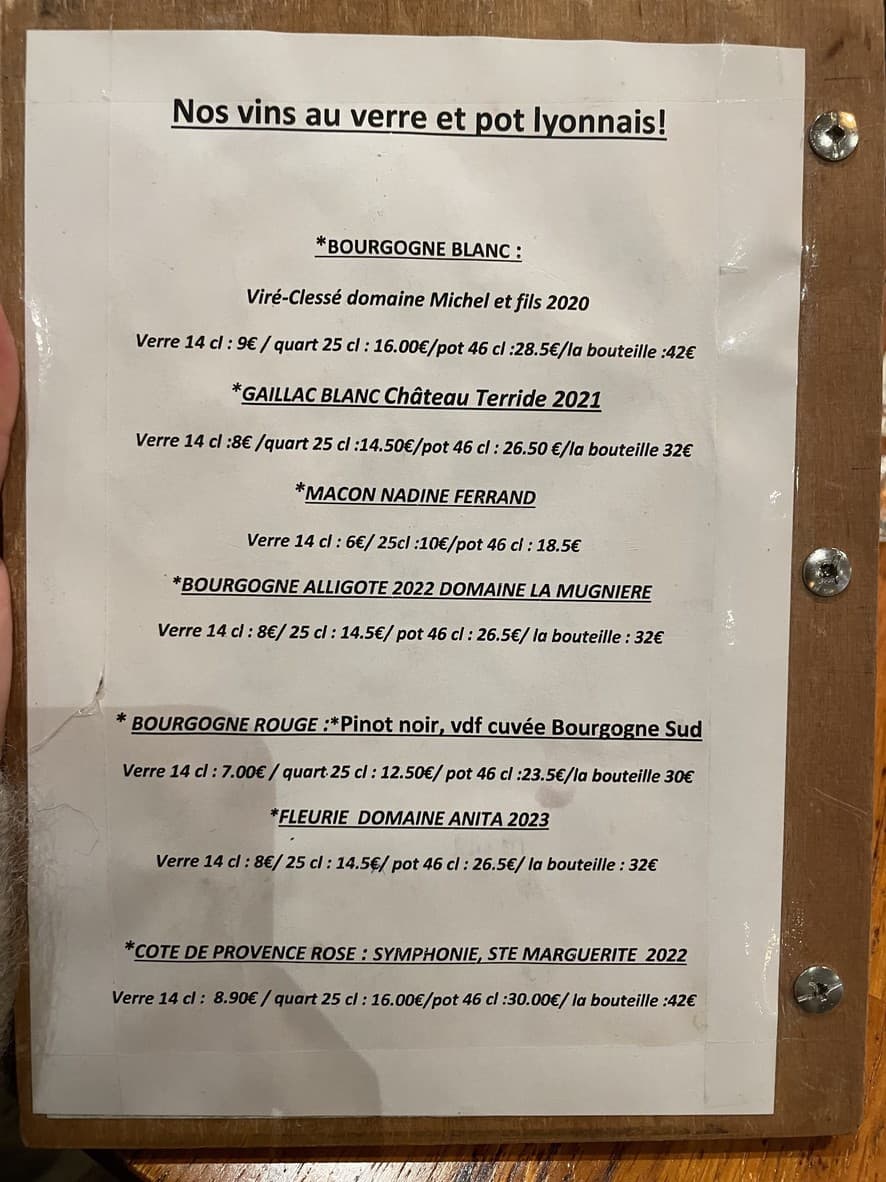 Nos vins au verre et pot lyonnais!
*BOURGOGNE BLANC :
Viré-Clessé domaine Michel et fils 2020
Verre 14 cl : 9€ / quart 25 cl : 16.00€/pot 46 cl :28.5€/la bouteille :42€
*GAILLAC BLANC Château Terride 2021
Verre 14 cl :8€ /quart 25 cl :14.50€/pot 46 cl : 26.50 €/la bouteille 32€
*MACON NADINE FERRAND
Verre 14 cl : 6€/ 25cl :10€/pot 46 cl : 18.5€
*BOURGOGNE ALIGOTE 2022 DOMAINE LA MUGNIERE
Verre 14 cl : 8€/ 25 cl : 14.5€/ pot 46 cl : 26.5€/ la bouteille : 32€
* BOURGOGNE ROUGE :*Pinot noir, vdf cuvée Bourgogne Sud
Verre 14 cl : 7.00€ / quart 25 cl : 12.50€/ pot 46 cl :23.5€/la bouteille 30€
*FLEURIE DOMAINE ANITA 2023
Verre 14 cl : 8€/ 25 cl : 14.5€/ pot 46 cl : 26.5€/ la bouteille : 32€
*COTE DE PROVENCE ROSE : SYMPHONIE, STE MARGUERITE 2022
Verre 14 cl : 8.90€ / quart 25 cl : 16.00€/pot 46 cl :30.00€/ la bouteille :42€